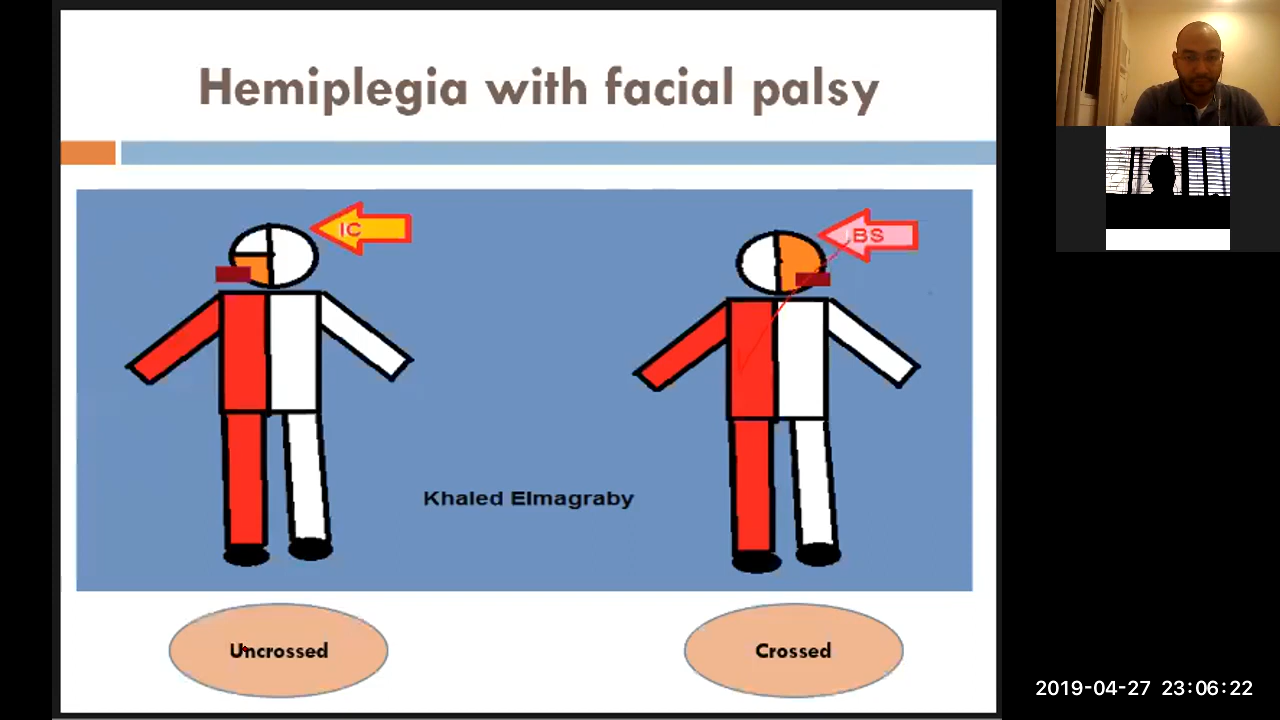 Hemiplegia with facial palsy
IC
BS
Khaled Elmagraby
Uncrossed
Crossed
2019-04-27 23:06:22